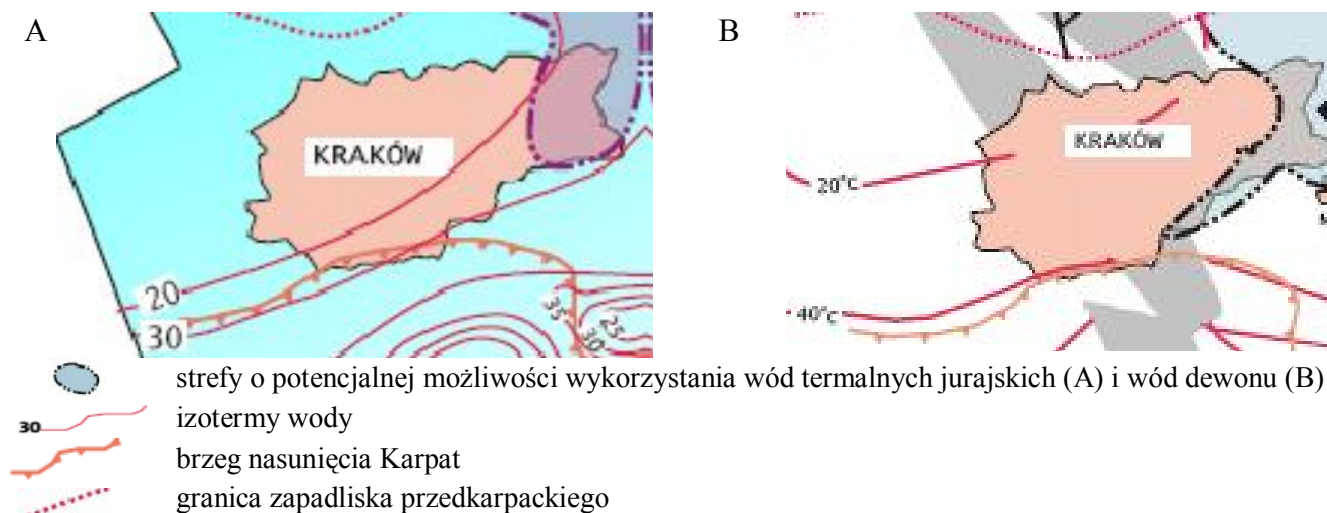 A
B
KRAKÓW
KRAKÓW
20
30
35
30
25
20°C
40°C
strefy o potencjalnej możliwości wykorzystania wód termalnych jurajskich (A) i wód dewonu (B)
30
izotermy wody
brzeg nasunięcia Karpat
granica zapadliska przedkarpackiego